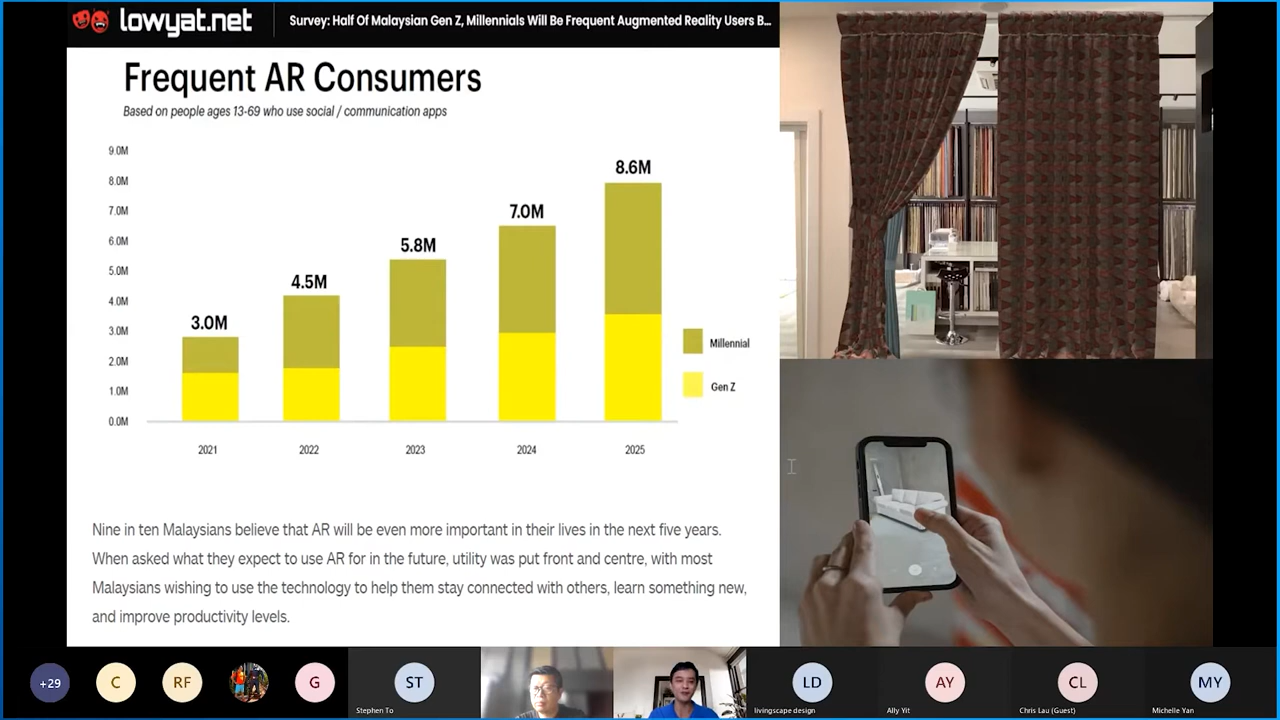 lowyat.net
Survey: Half Of Malaysian Gen Z, Millennials Will Be Frequent Augmented Reality Users B...
Frequent AR Consumers
Based on people ages 13-69 who use social / communication apps
9.0M
8.0M
7.0M
6.0M
5.0M
4.0M
3.0M
2.0M
1.0M
0.0M
3.0M
4.5M
5.8M
7.0M
8.6M
2021
2022
2023
2024
2025
Millennial
Gen Z
Nine in ten Malaysians believe that AR will be even more important in their lives in the next five years.
When asked what they expect to use AR for in the future, utility was put front and centre, with most
Malaysians wishing to use the technology to help them stay connected with others, learn something new,
and improve productivity levels.
+29
C
RF
G
ST
LD
AY
CL
MY
Stephen To
livingscape design
Ally Yit
Chris Lau (Guest)
Michelle Yan